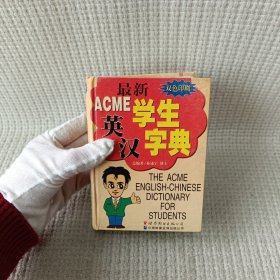 最新
双色印刷
ACME
学生
英汉
字典
THE ACME
ENGLISH-CHINESE
DICTIONARY
FOR
STUDENTS